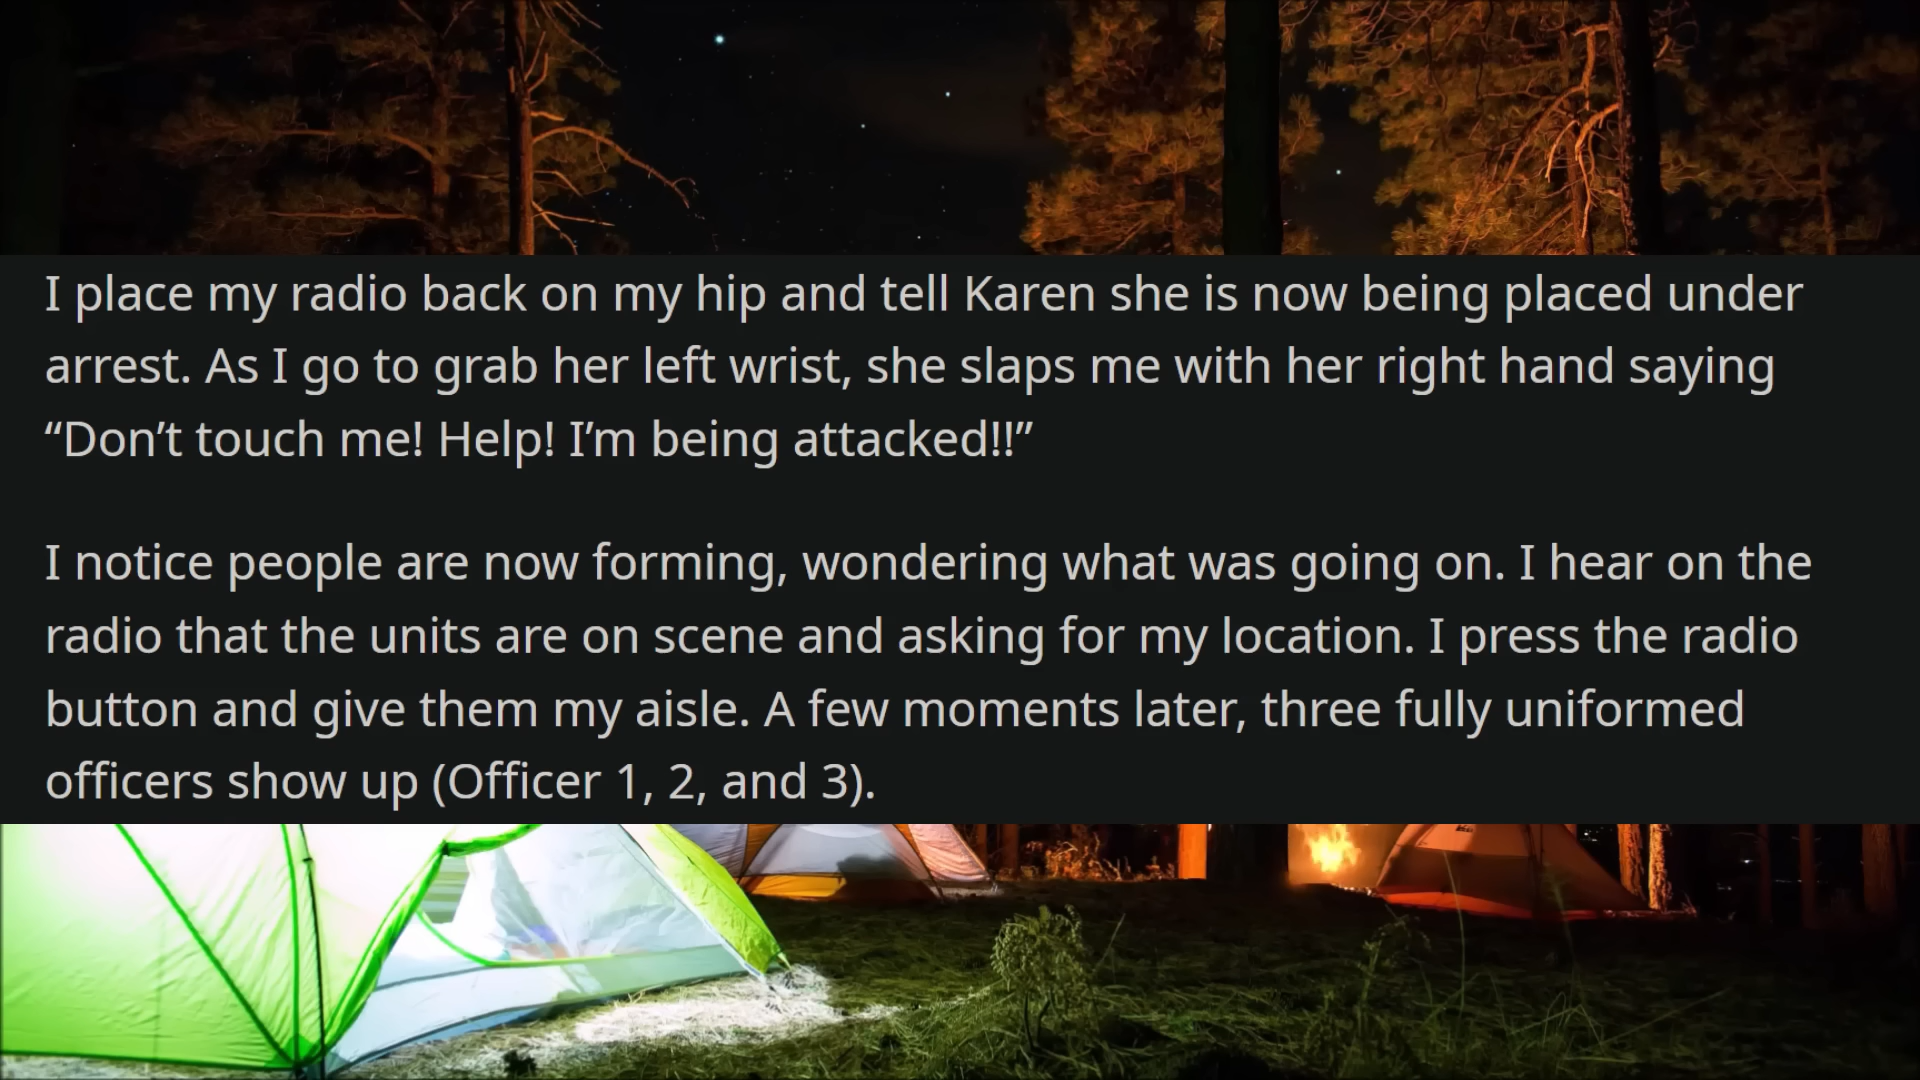 I place my radio back on my hip and tell Karen she is now being placed under
arrest. As I go to grab her left wrist, she slaps me with her right hand saying
“Don’t touch me! Help! I’m being attacked!!”
I notice people are now forming, wondering what was going on. I hear on the
radio that the units are on scene and asking for my location. I press the radio
button and give them my aisle. A few moments later, three fully uniformed
officers show up (Officer 1, 2, and 3).